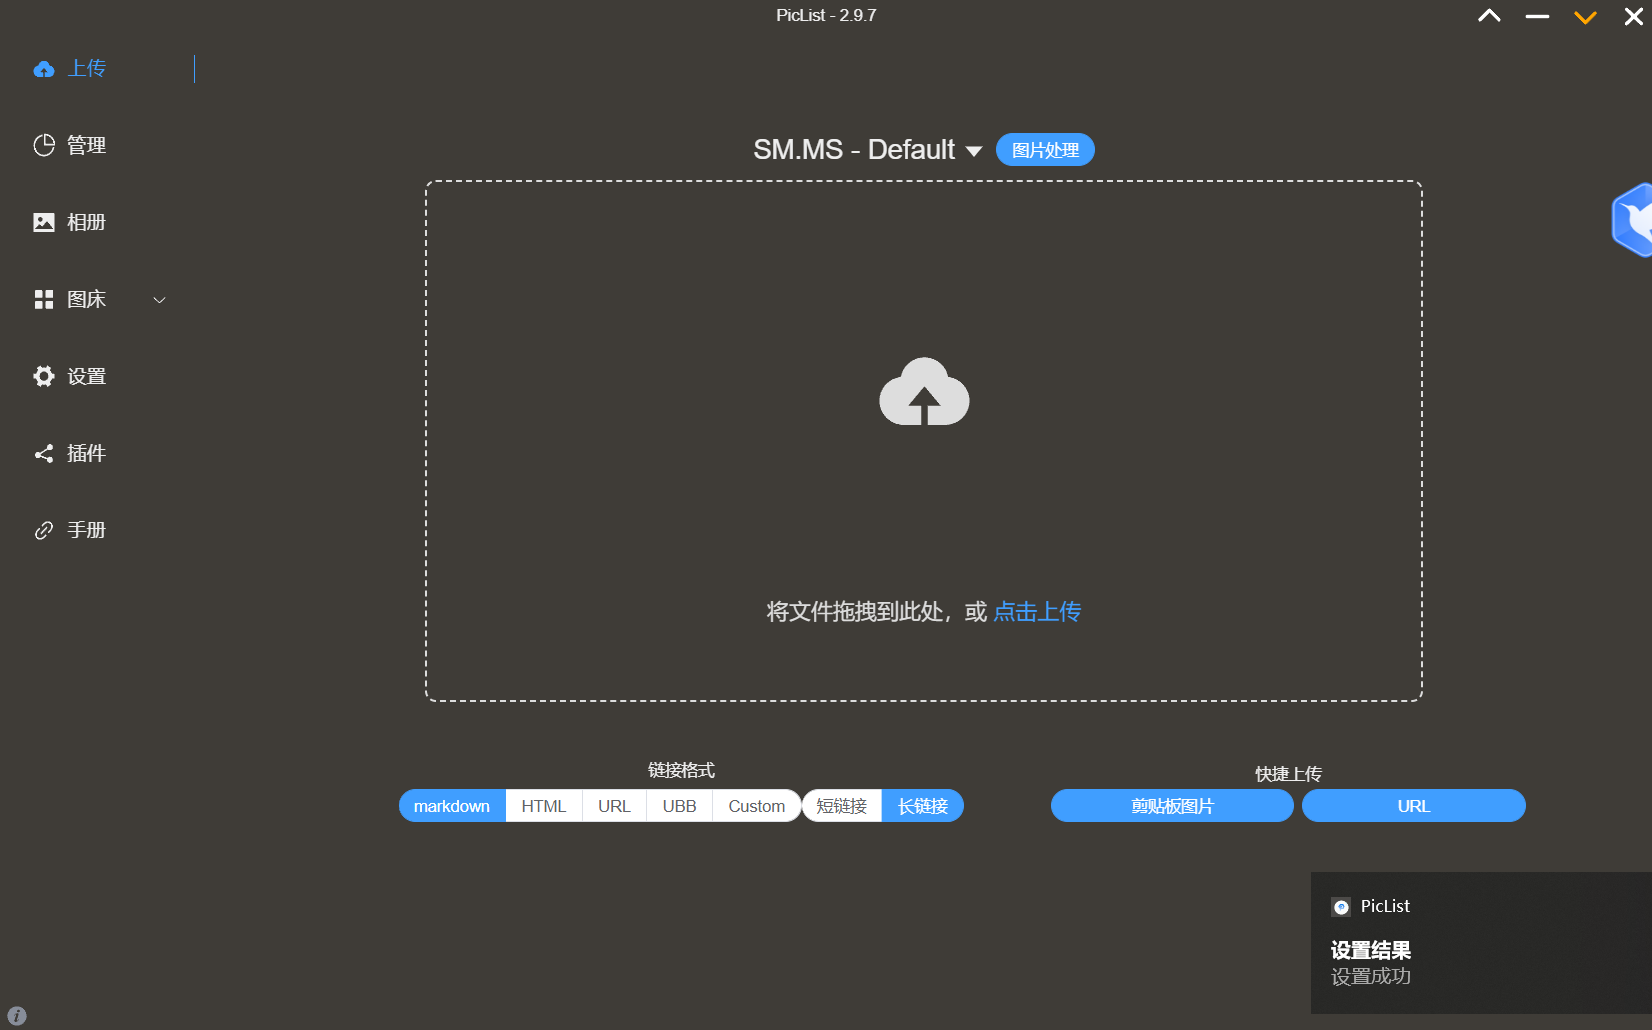 PicList - 2.9.7
上传
管理
相册
图床
设置
插件
手册
SM.MS - Default
图片处理
将文件拖拽到此处，或 点击上传
链接格式
markdown HTML URL UBB Custom 短链接 长链接
快捷上传
剪贴板图片 URL
PicList
设置结果
设置成功